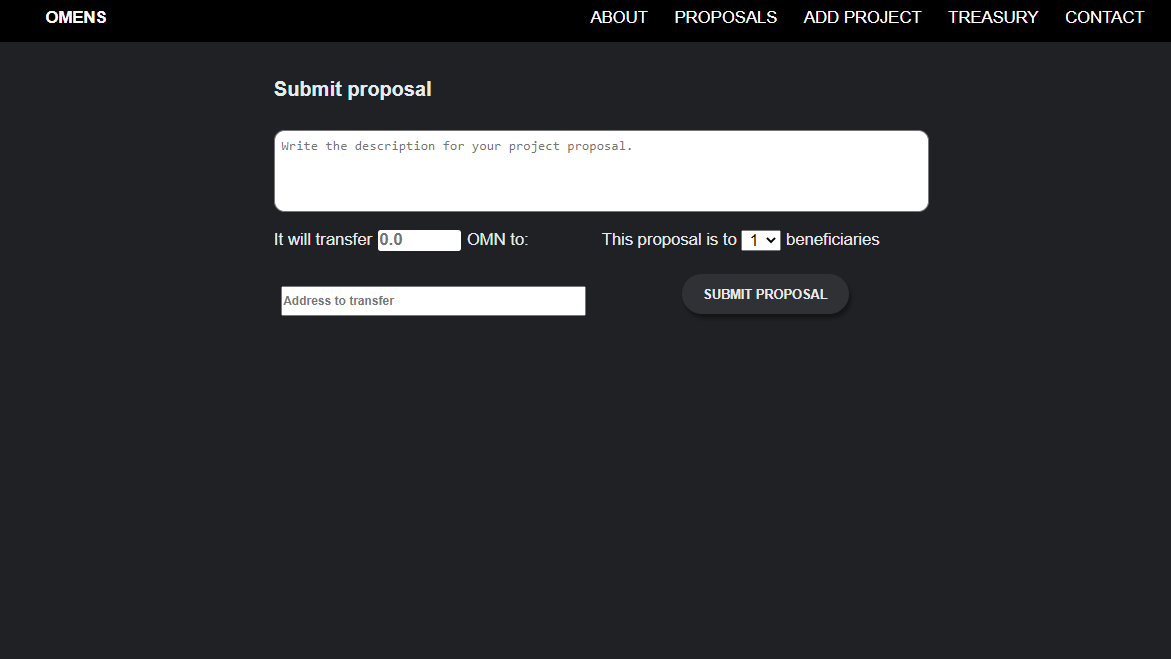 OMENS ABOUT PROPOSALS ADD PROJECT TREASURY CONTACT
Submit proposal
Write the description for your project proposal.
It will transfer 0.0 OMN to: This proposal is to 1 beneficiaries
Address to transfer SUBMIT PROPOSAL